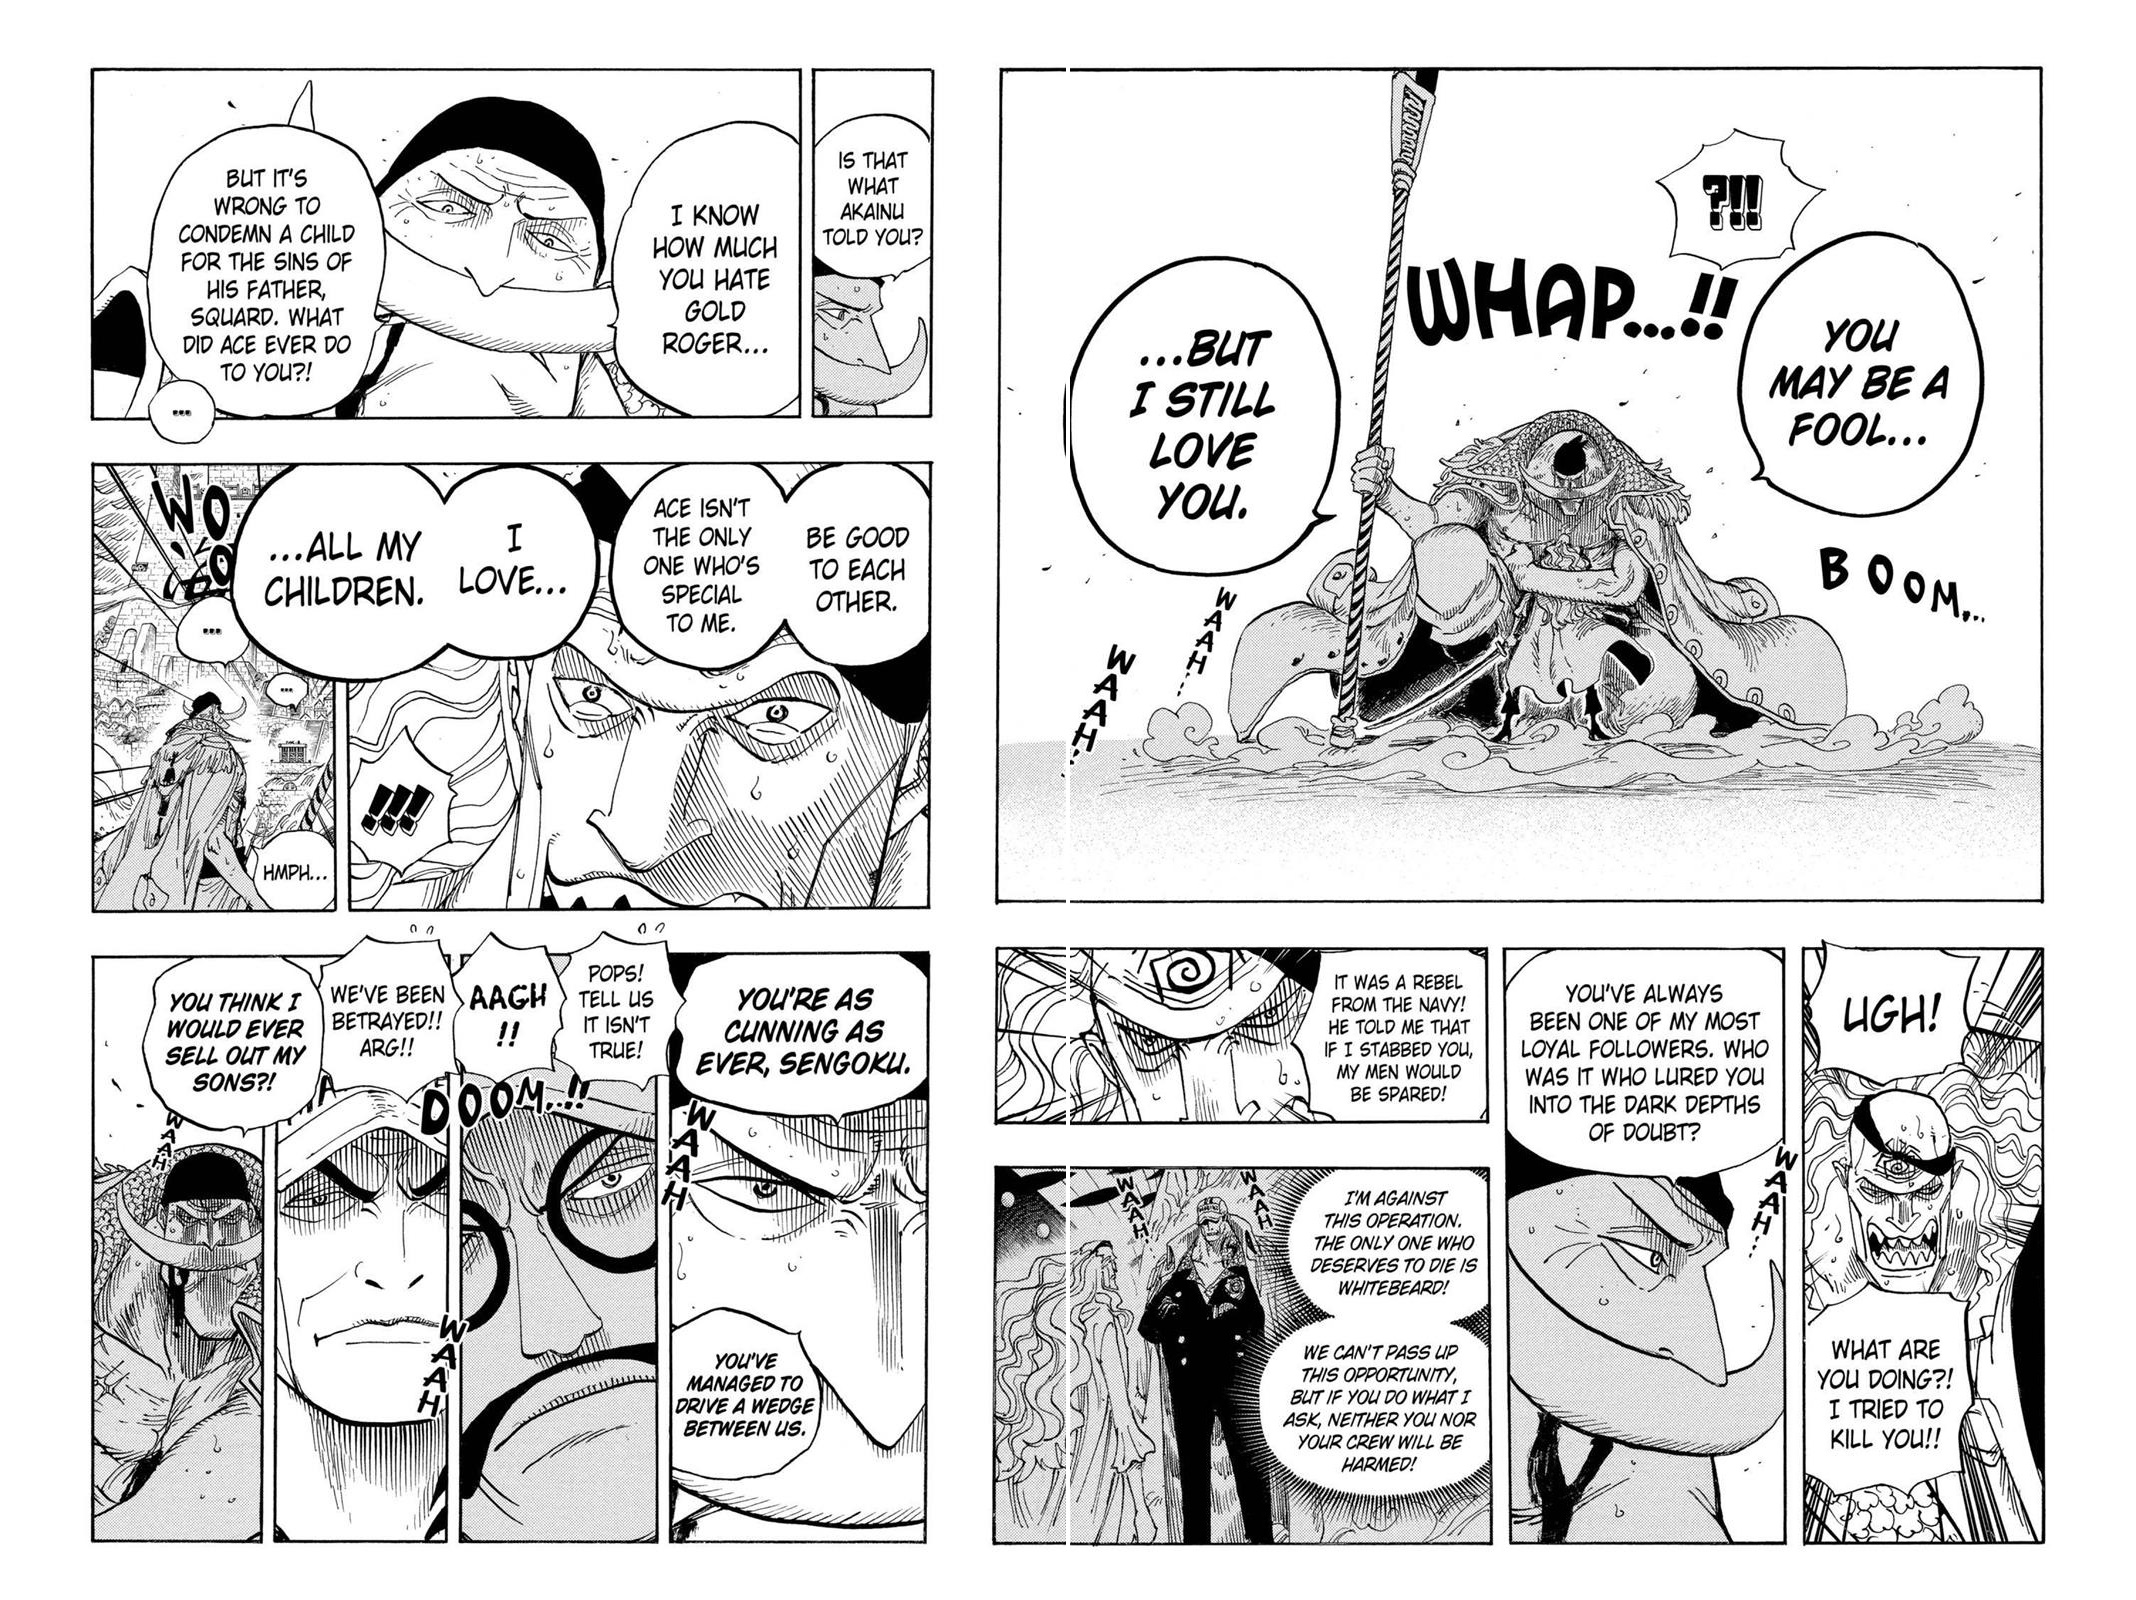 ?!!
YOU
MAY BE A
FOOL...
WHAP...!!
...BUT
I STILL
LOVE
YOU.
BOOM...
WAAH...
WAAH!
UGH!
WHAT ARE
YOU DOING?!
I TRIED TO
KILL YOU!!
YOU'VE ALWAYS
BEEN ONE OF MY MOST
LOYAL FOLLOWERS. WHO
WAS IT WHO LURED YOU
INTO THE DARK DEPTHS
OF DOUBT?
WAAH...
IT WAS A REBEL
FROM THE NAVY!
HE TOLD ME THAT
IF I STABBED YOU,
MY MEN WOULD
BE SPARED!
I'M AGAINST
THIS OPERATION.
THE ONLY ONE WHO
DESERVES TO DIE IS
WHITEBEARD!
WAAH
WAAH!
WE CAN'T PASS UP
THIS OPPORTUNITY,
BUT IF YOU DO WHAT I
ASK, NEITHER YOU NOR
YOUR CREW WILL BE
HARMED!
IS THAT
WHAT
AKAINU
TOLD YOU?
I KNOW
HOW MUCH
YOU HATE
GOLD
ROGER...
BUT IT'S
WRONG TO
CONDEMN A CHILD
FOR THE SINS OF
HIS FATHER,
SQUARD. WHAT
DID ACE EVER DO
TO YOU?!
...
BE GOOD
TO EACH
OTHER.
ACE ISN'T
THE ONLY
ONE WHO'S
SPECIAL
TO ME.
I
LOVE...
...ALL MY
CHILDREN.
!!!
WO
...
...
HMPH...
YOU'RE AS
CUNNING AS
EVER, SENGOKU.
WAAH
YOU'VE
MANAGED TO
DRIVE A WEDGE
BETWEEN US.
POPS!
TELL US
IT ISN'T
TRUE!
AAGH
!!
DOOM...!!
WE'VE BEEN
BETRAYED!!
ARG!!
WAAH
YOU THINK I
WOULD EVER
SELL OUT MY
SONS?!
WAAH